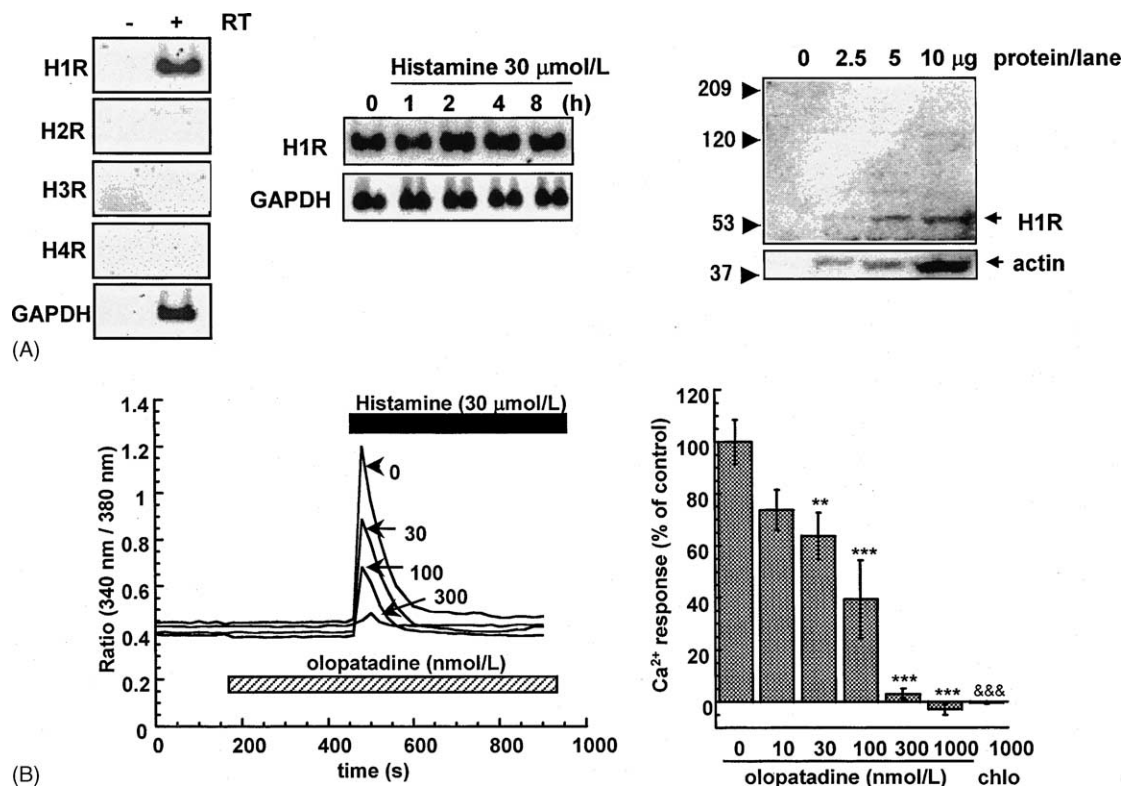 - + RT
H1R
H2R
H3R
H4R
GAPDH
Histamine 30 μmol/L
0 1 2 4 8 (h)
H1R
GAPDH
0 2.5 5 10 μg protein/lane
209
120
53
37
H1R
actin
(A)
1.4
1.2
1.0
0.8
0.6
0.4
0.2
0
Ratio (340 nm / 380 nm)
Histamine (30 μmol/L)
0
30
100
300
olopatadine (nmol/L)
0 200 400 600 800 1000
time (s)
120
100
80
60
40
20
0
Ca²⁺ response (% of control)
**
***
***
***
&&&
0 10 30 100 300 1000 1000
olopatadine (nmol/L) chlo
(B)